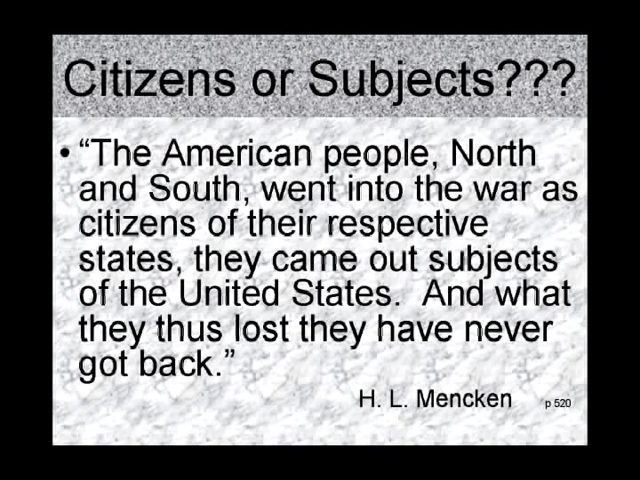 Citizens or Subjects???
• “The American people, North
and South, went into the war as
citizens of their respective
states, they came out subjects
of the United States.  And what
they thus lost they have never
got back.”
H. L. Mencken p 520